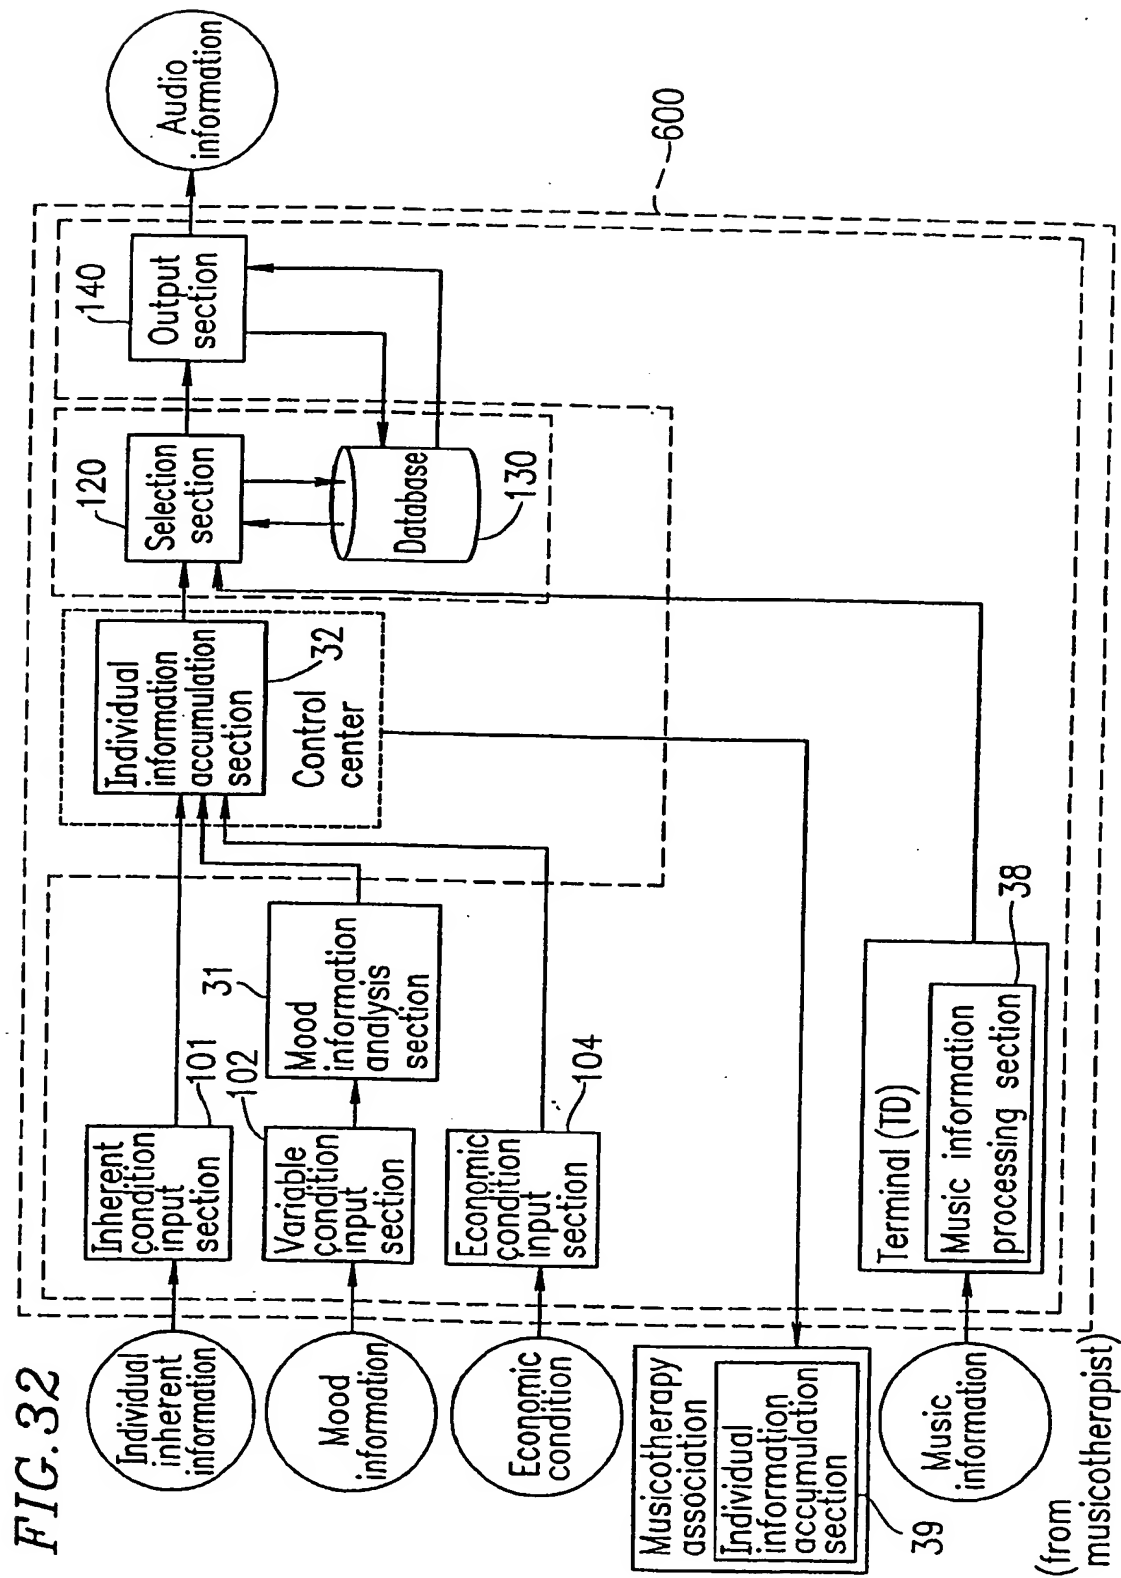 FIG.32
Individual
inherent
information
Inherent
condition
input
section
101
Mood
information
Variable
condition
input
section
102
Mood
information
analysis
section
31
Economic
condition
Economic
condition
input
section
104
Individual
information
accumulation
section
32
Control
center
Selection
section
120
Database
130
Output
section
140
Audio
information
600
Musicotherapy
association
Individual
information
accumulation
section
39
Music
information
(from
musicotherapist)
Terminal (TD)
Music information
processing section
38